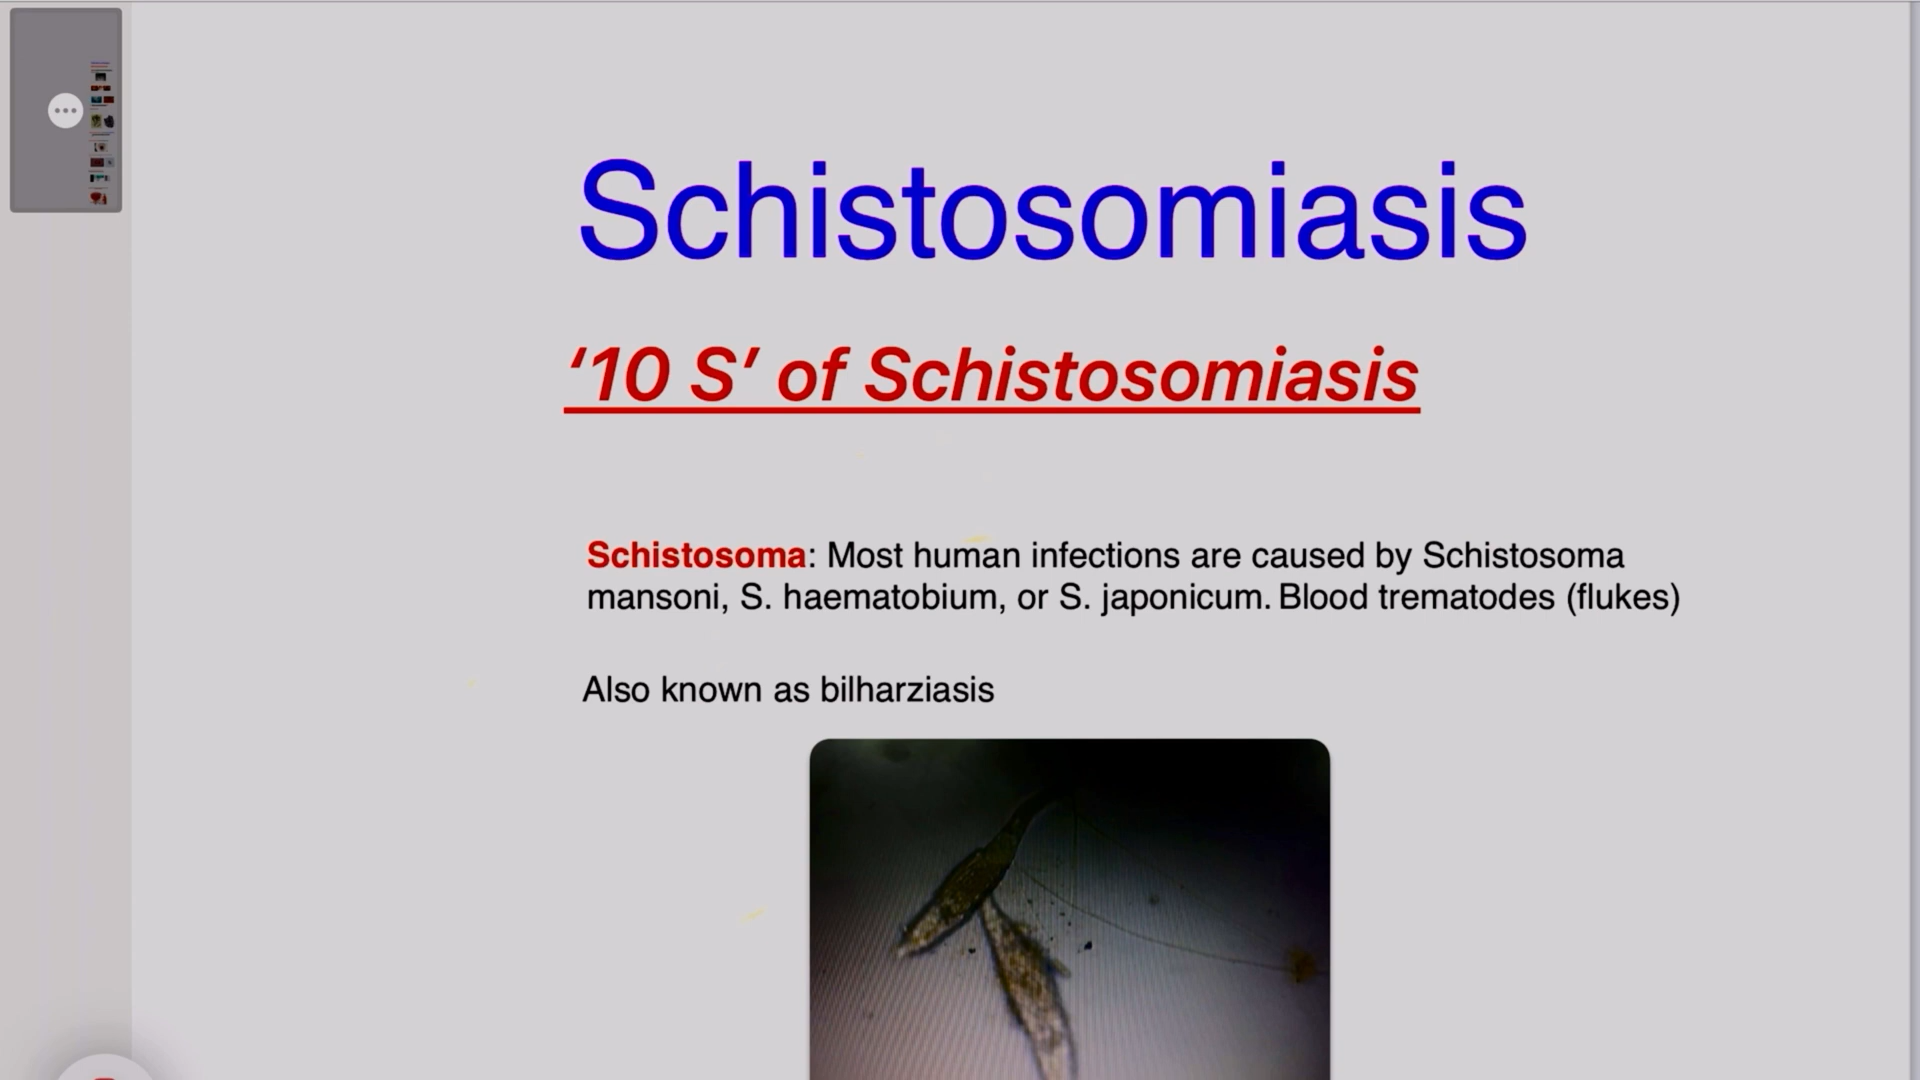 Schistosomiasis
‘10 S’ of Schistosomiasis
Schistosoma: Most human infections are caused by Schistosoma
mansoni, S. haematobium, or S. japonicum. Blood trematodes (flukes)
Also known as bilharziasis